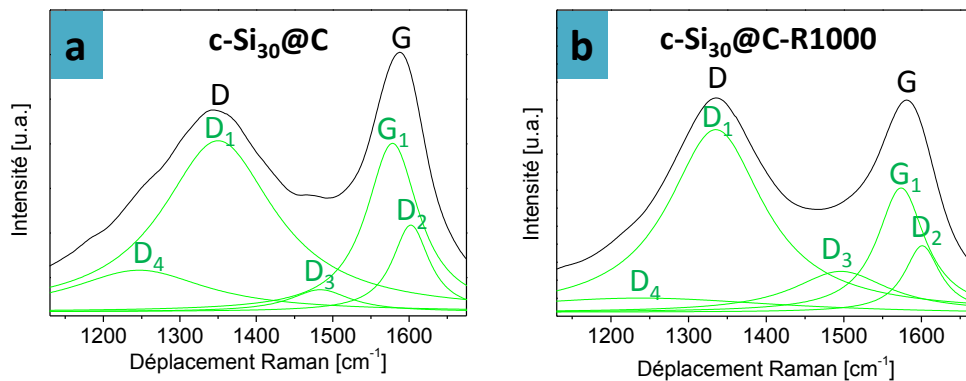 a
c-Si30@C
G
D
D1
G1
D2
D4
D3
Intensité [u.a.]
1200 1300 1400 1500 1600
Déplacement Raman [cm-1]
b
c-Si30@C-R1000
D
G
D1
G1
D3
D2
D4
Intensité [u.a.]
1200 1300 1400 1500 1600
Déplacement Raman [cm-1]